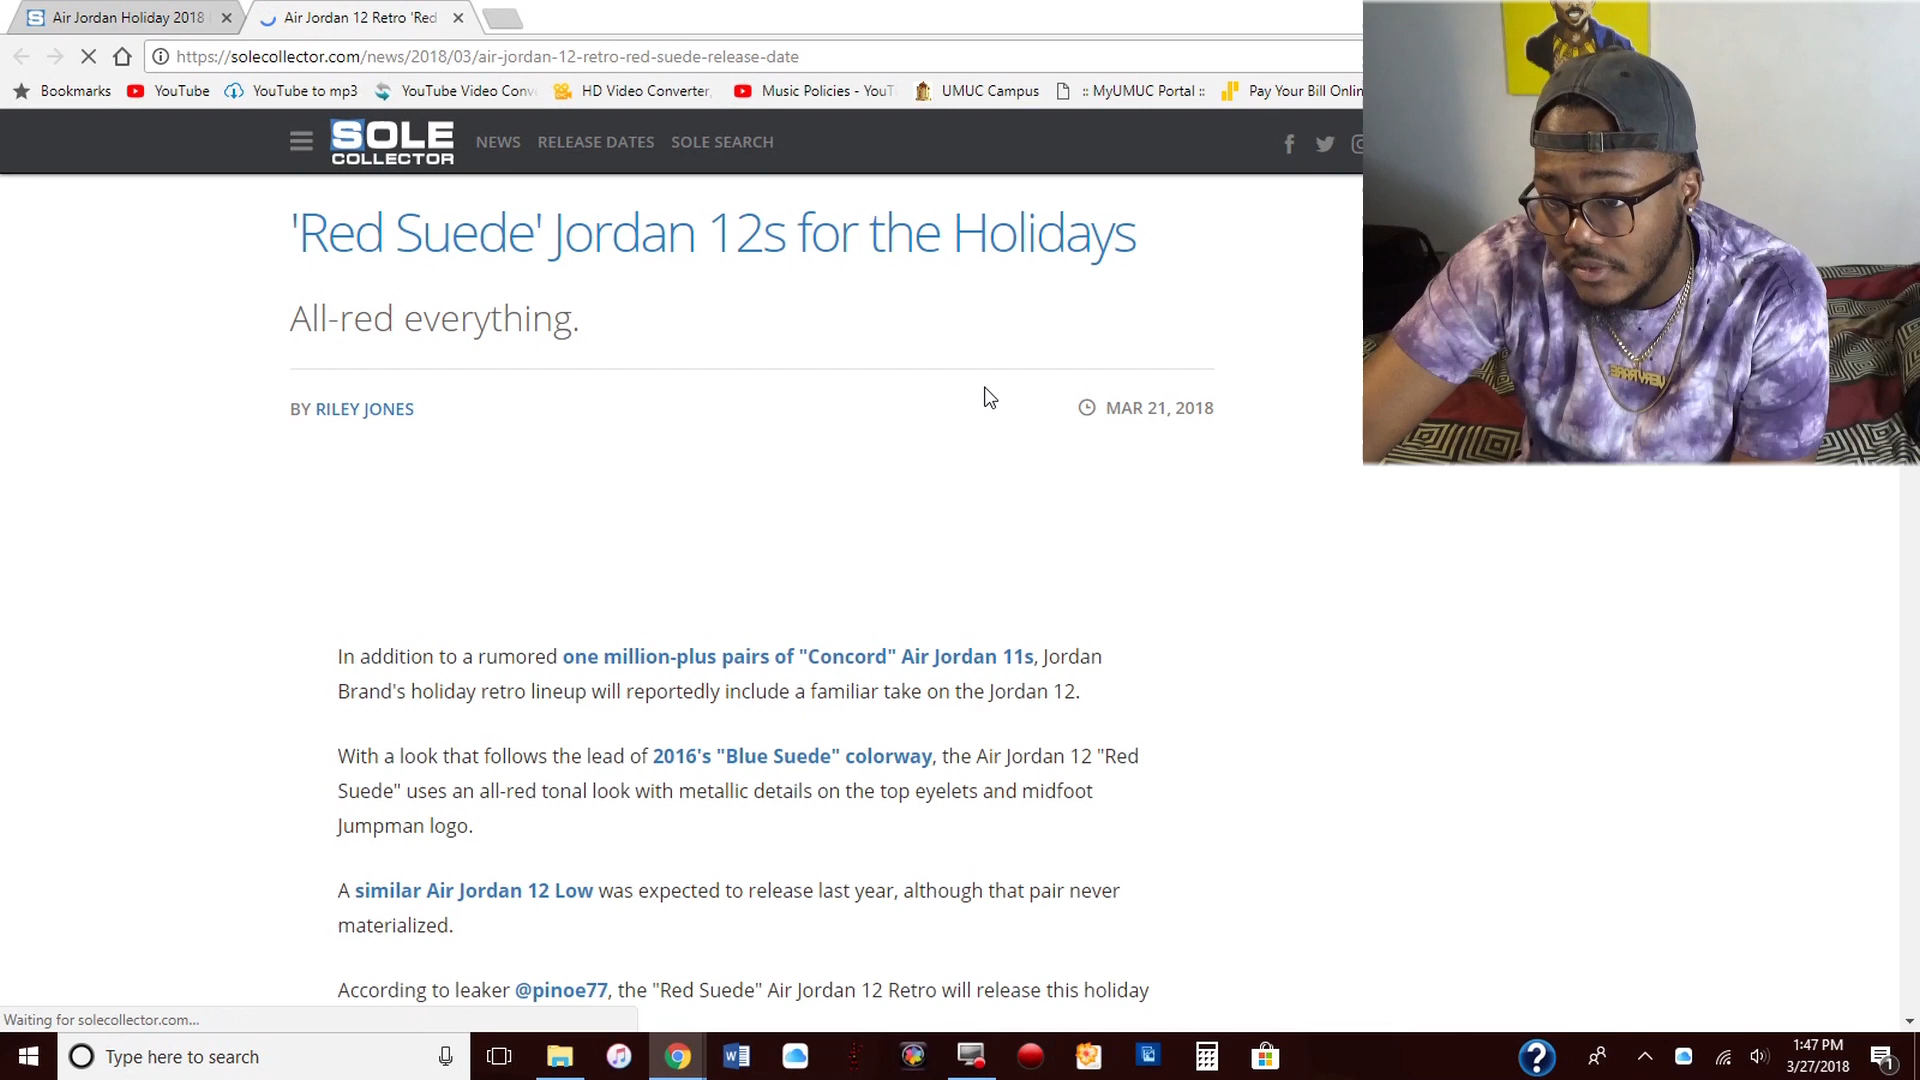 Air Jordan Holiday 2018
Air Jordan 12 Retro 'Red
https://solecollector.com/news/2018/03/air-jordan-12-retro-red-suede-release-date
Bookmarks YouTube YouTube to mp3 YouTube Video Conv HD Video Converter, Music Policies - YouT UMUC Campus :: MyUMUC Portal :: Pay Your Bill Onlin
SOLE COLLECTOR
NEWS RELEASE DATES SOLE SEARCH
'Red Suede' Jordan 12s for the Holidays
All-red everything.
BY RILEY JONES MAR 21, 2018
In addition to a rumored one million-plus pairs of "Concord" Air Jordan 11s, Jordan
Brand's holiday retro lineup will reportedly include a familiar take on the Jordan 12.
With a look that follows the lead of 2016's "Blue Suede" colorway, the Air Jordan 12 "Red
Suede" uses an all-red tonal look with metallic details on the top eyelets and midfoot
Jumpman logo.
A similar Air Jordan 12 Low was expected to release last year, although that pair never
materialized.
According to leaker @pinoe77, the "Red Suede" Air Jordan 12 Retro will release this holiday
Waiting for solecollector.com...
Type here to search
1:47 PM
3/27/2018
1
VERYRARE